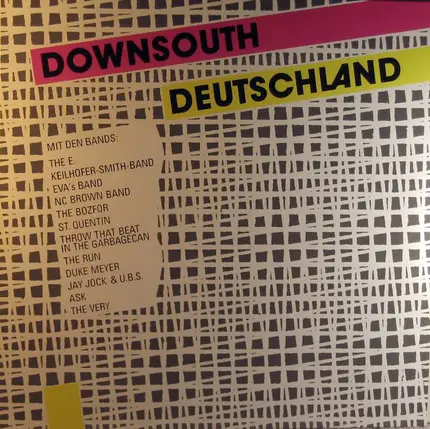 DOWNSOUTH
DEUTSCHLAND
MIT DEN BANDS:
THE E.
KEILHOFER-SMITH-BAND
EVA's BAND
NC BROWN BAND
THE BOZFOR
ST. QUENTIN
THROW THAT BEAT
IN THE GARBAGECAN
THE RUN
DUKE MEYER
JAY JOCK & U.B.S.
ASK
THE VERY